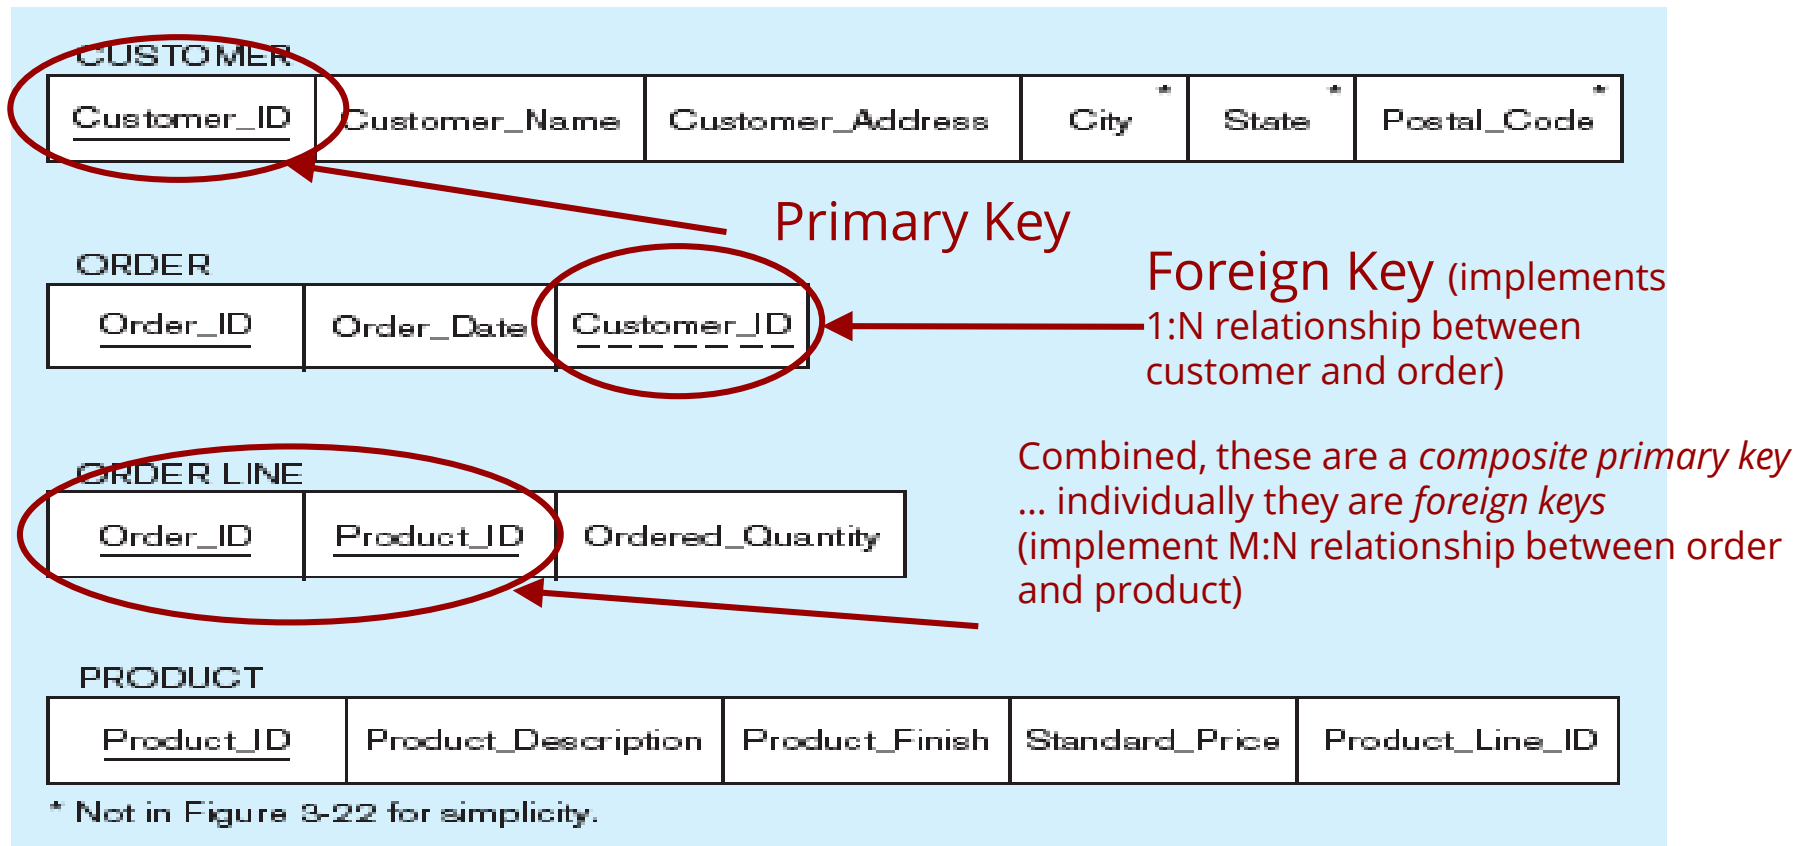 CUSTOMER
Customer_ID Customer_Name Customer_Address City * State * Postal_Code *
Primary Key
ORDER
Order_ID Order_Date Customer_ID
Foreign Key (implements
1:N relationship between
customer and order)
ORDER LINE
Order_ID Product_ID Ordered_Quantity
Combined, these are a composite primary key
... individually they are foreign keys
(implement M:N relationship between order
and product)
PRODUCT
Product_ID Product_Description Product_Finish Standard_Price Product_Line_ID
* Not in Figure 3-22 for simplicity.